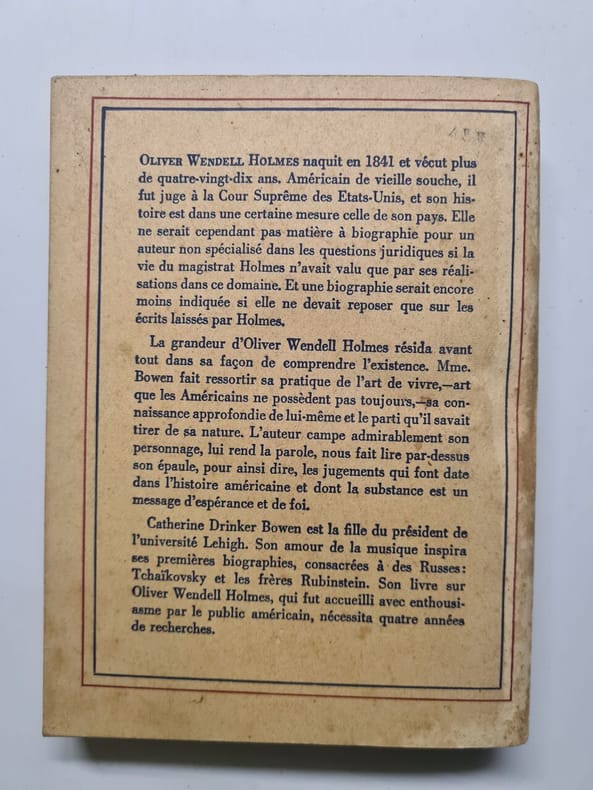 OLIVER WENDELL HOLMES naquit en 1841 et vécut plus
de quatre-vingt-dix ans. Américain de vieille souche, il
fut juge à la Cour Suprême des Etats-Unis, et son his-
toire est dans une certaine mesure celle de son pays. Elle
ne serait cependant pas matière à biographie pour un
auteur non spécialisé dans les questions juridiques si la
vie du magistrat Holmes n'avait valu que par ses réali-
sations dans ce domaine. Et une biographie serait encore
moins indiquée si elle ne devait reposer que sur les
écrits laissés par Holmes.
La grandeur d'Oliver Wendell Holmes résida avant
tout dans sa façon de comprendre l'existence. Mme.
Bowen fait ressortir sa pratique de l'art de vivre,—art
que les Américains ne possèdent pas toujours,—sa con-
naissance approfondie de lui-même et le parti qu'il savait
tirer de sa nature. L'auteur campe admirablement son
personnage, lui rend la parole, nous fait lire par-dessus
son épaule, pour ainsi dire, les jugements qui font date
dans l'histoire américaine et dont la substance est un
message d'espérance et de foi.
Catherine Drinker Bowen est la fille du président de
l'université Lehigh. Son amour de la musique inspira
ses premières biographies, consacrées à des Russes:
Tchaïkovsky et les frères Rubinstein. Son livre sur
Oliver Wendell Holmes, qui fut accueilli avec enthousi-
asme par le public américain, nécessita quatre années
de recherches.